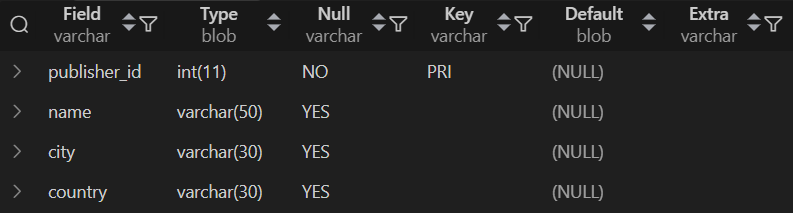 Field Type Null Key Default Extra
varchar blob varchar varchar blob varchar
publisher_id int(11) NO PRI (NULL)
name varchar(50) YES (NULL)
city varchar(30) YES (NULL)
country varchar(30) YES (NULL)